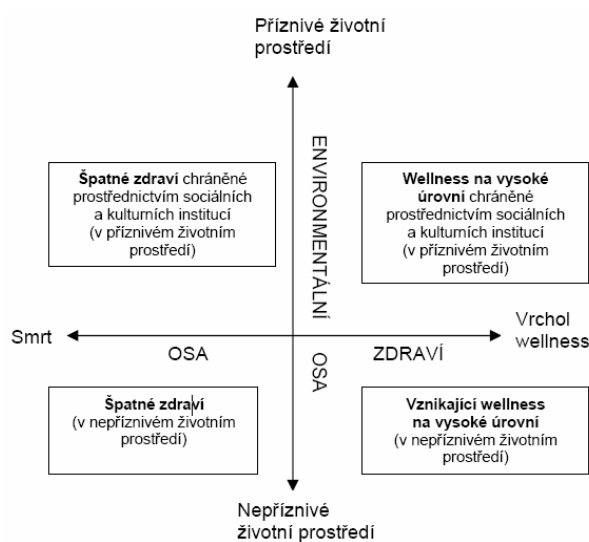 Příznivé životní
prostředí
ENVIRONMENTÁLNÍ
Špatné zdraví chráněné
prostřednictvím sociálních
a kulturních institucí
(v příznivém životním
prostředí)
Wellness na vysoké
úrovní chráněné
prostřednictvím sociálních
a kulturních institucí
(v příznivém životním
prostředí)
Smrt
Vrchol
wellness
OSA
ZDRAVÍ
OSA
Špatné zdraví
(v nepříznivém životním
prostředí)
Vznikající wellness
na vysoké úrovní
(v nepříznivém životním
prostředí)
Nepříznivé
životní prostředí